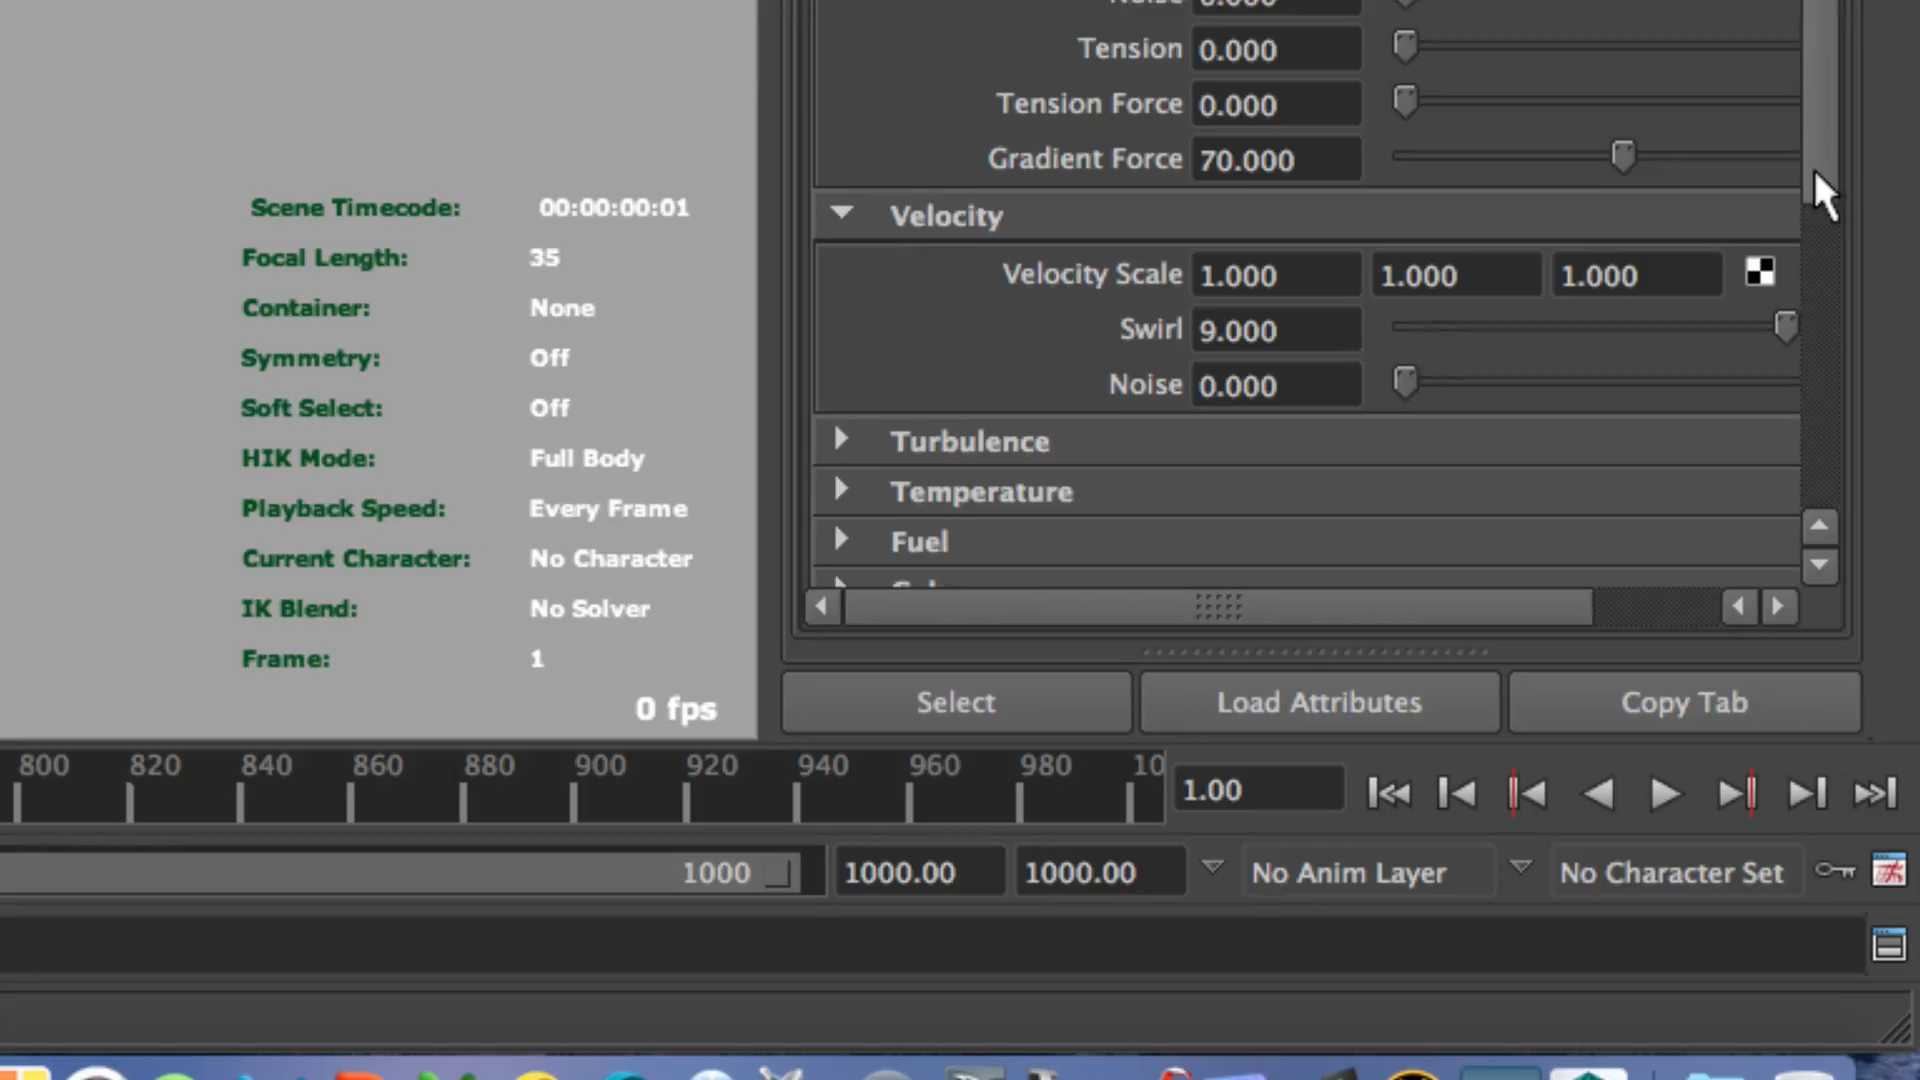 Noise 0.000
Tension 0.000
Tension Force 0.000
Gradient Force 70.000
Velocity
Velocity Scale 1.000 1.000 1.000
Swirl 9.000
Noise 0.000
Turbulence
Temperature
Fuel
Scene Timecode: 00:00:00:01
Focal Length: 35
Container: None
Symmetry: Off
Soft Select: Off
HIK Mode: Full Body
Playback Speed: Every Frame
Current Character: No Character
IK Blend: No Solver
Frame: 1
0 fps
Select Load Attributes Copy Tab
800 820 840 860 880 900 920 940 960 980 10 1.00
1000 1000.00 1000.00 No Anim Layer No Character Set